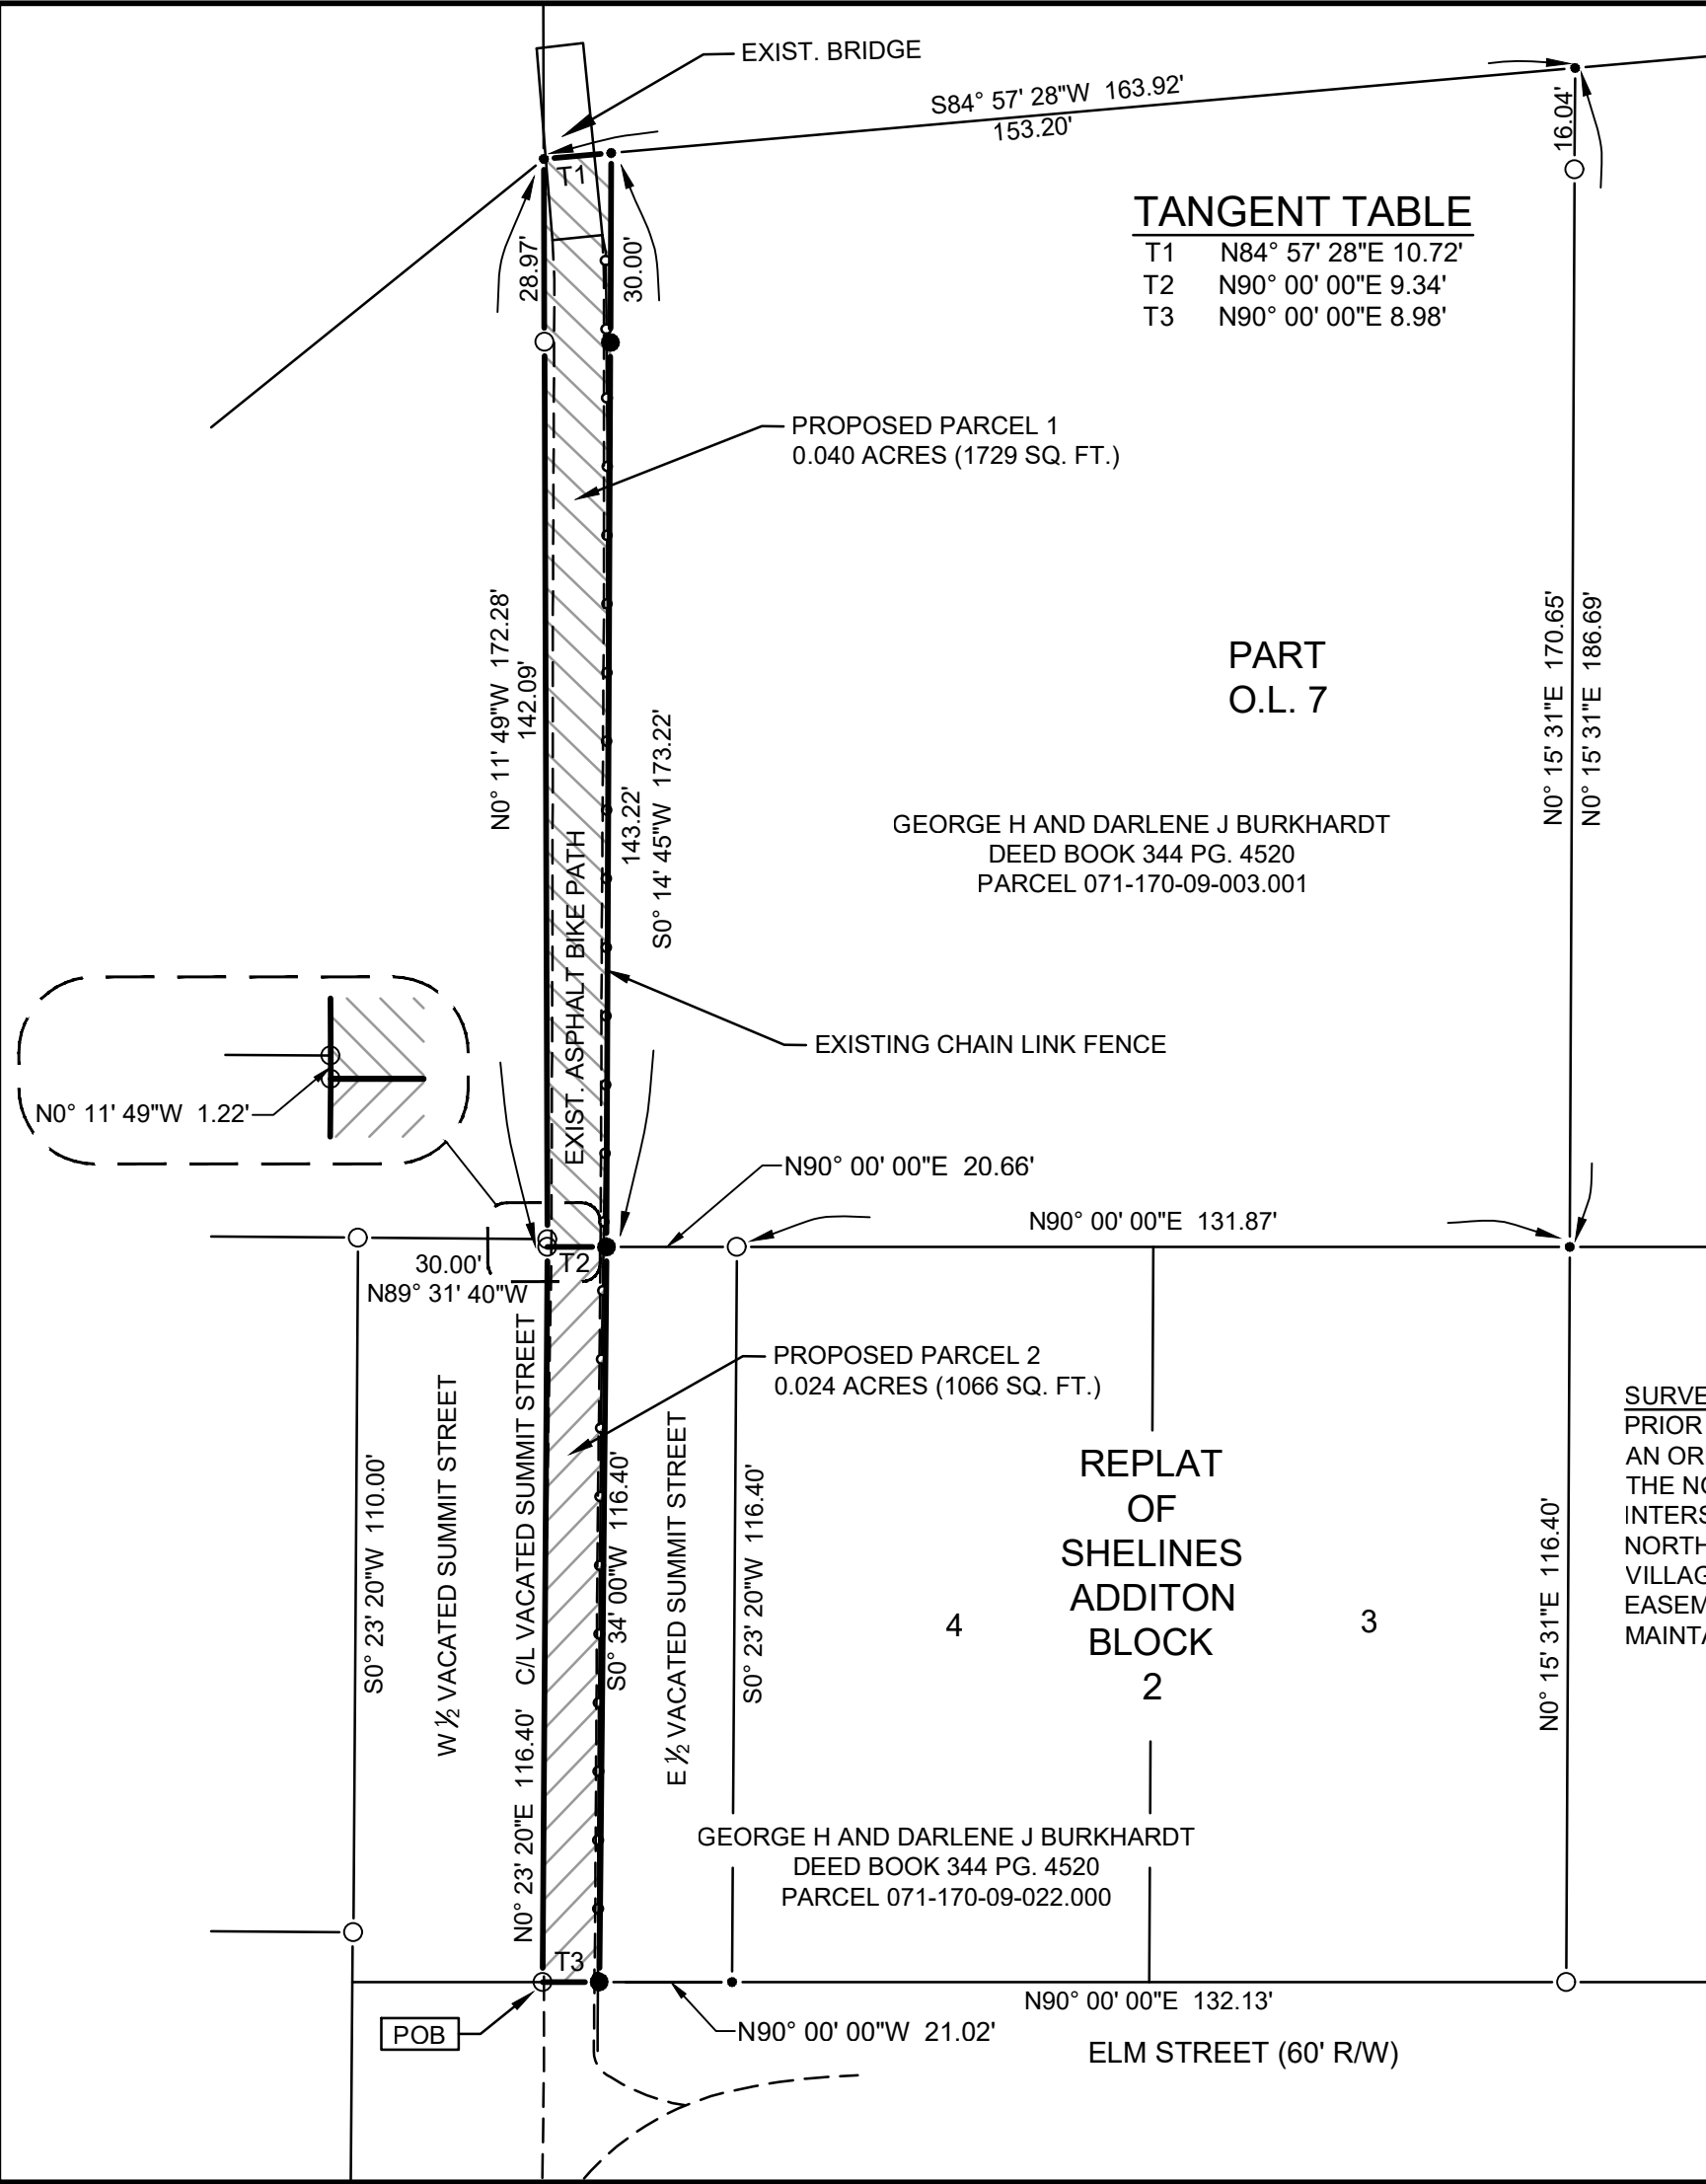 EXIST. BRIDGE
S84° 57' 28"W 163.92'
153.20'
16.04'
T1
28.97'
30.00'
TANGENT TABLE
T1 N84° 57' 28"E 10.72'
T2 N90° 00' 00"E 9.34'
T3 N90° 00' 00"E 8.98'
PROPOSED PARCEL 1
0.040 ACRES (1729 SQ. FT.)
N0° 11' 49"W 172.28'
142.09'
143.22'
S0° 14' 45"W 173.22'
PART
O.L. 7
N0° 15' 31"E 170.65'
N0° 15' 31"E 186.69'
GEORGE H AND DARLENE J BURKHARDT
DEED BOOK 344 PG. 4520
PARCEL 071-170-09-003.001
EXIST. ASPHALT BIKE PATH
EXISTING CHAIN LINK FENCE
N0° 11' 49"W 1.22'
N90° 00' 00"E 20.66'
N90° 00' 00"E 131.87'
30.00'
N89° 31' 40"W
T2
PROPOSED PARCEL 2
0.024 ACRES (1066 SQ. FT.)
S0° 23' 20"W 110.00'
W ½ VACATED SUMMIT STREET
N0° 23' 20"E 116.40' C/L VACATED SUMMIT STREET
S0° 34' 00"W 116.40'
E ½ VACATED SUMMIT STREET
S0° 23' 20"W 116.40'
REPLAT
OF
SHELINES
ADDITON
BLOCK
2
4
3
N0° 15' 31"E 116.40'
SURVE
PRIOR
AN OR
THE NO
INTERS
NORTH
VILLAG
EASEM
MAINTA
GEORGE H AND DARLENE J BURKHARDT
DEED BOOK 344 PG. 4520
PARCEL 071-170-09-022.000
T3
POB
N90° 00' 00"W 21.02'
N90° 00' 00"E 132.13'
ELM STREET (60' R/W)